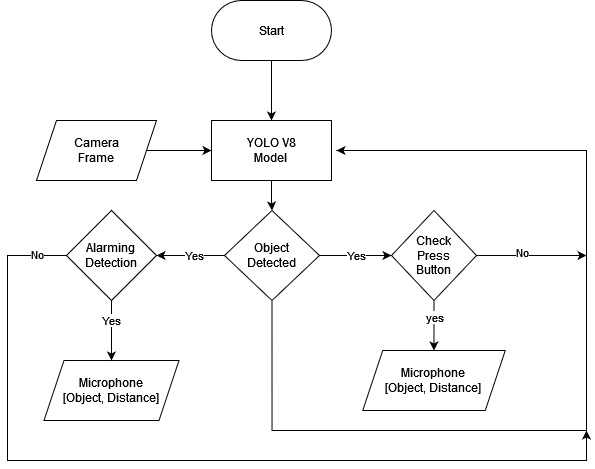 Start
Camera
Frame
YOLO V8
Model
No
Alarming
Detection
Yes
Object
Detected
Yes
Check
Press
Button
No
Yes
yes
Microphone
[Object, Distance]
Microphone
[Object, Distance]